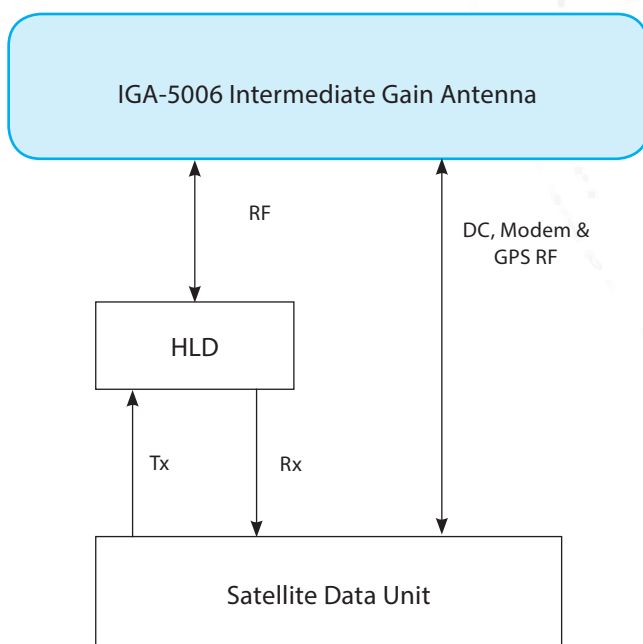 IGA-5006 Intermediate Gain Antenna
RF
DC, Modem &
GPS RF
HLD
Tx
Rx
Satellite Data Unit